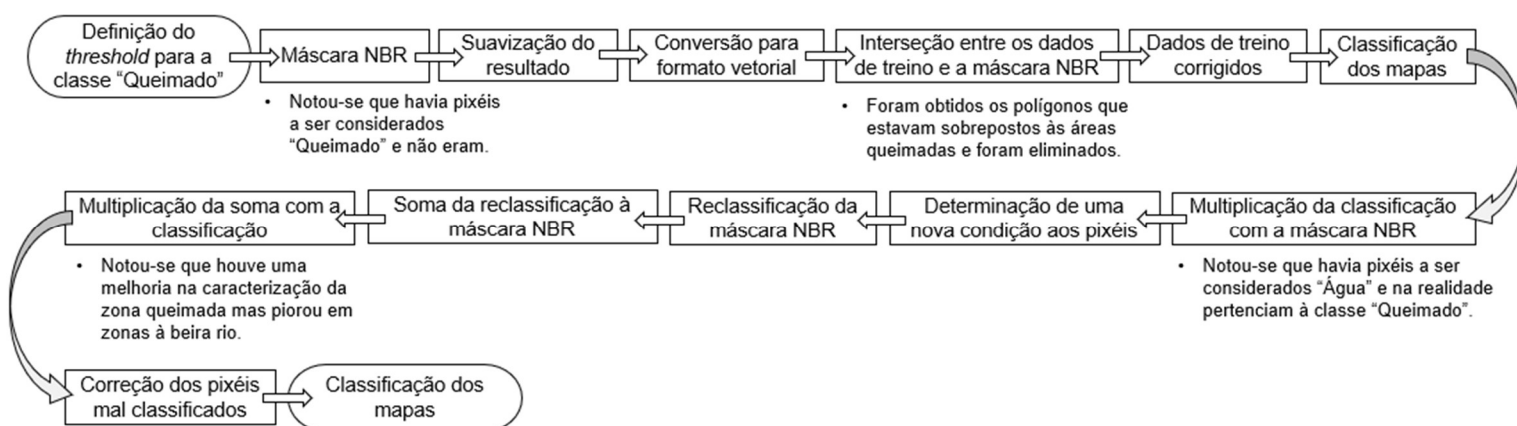 Definição do
threshold para a
classe “Queimado”
Máscara NBR
Suavização do
resultado
Conversão para
formato vetorial
Interseção entre os dados
de treino e a máscara NBR
Dados de treino
corrigidos
Classificação
dos mapas
• Notou-se que havia pixéis
a ser considerados
“Queimado” e não eram.
• Foram obtidos os polígonos que
estavam sobrepostos às áreas
queimadas e foram eliminados.
Multiplicação da classificação
com a máscara NBR
Determinação de uma
nova condição aos pixéis
Reclassificação da
máscara NBR
Soma da reclassificação à
máscara NBR
Multiplicação da soma com a
classificação
• Notou-se que havia pixéis a ser
considerados “Água” e na realidade
pertenciam à classe “Queimado”.
• Notou-se que houve uma
melhoria na caracterização da
zona queimada mas piorou em
zonas à beira rio.
Correção dos pixéis
mal classificados
Classificação dos
mapas